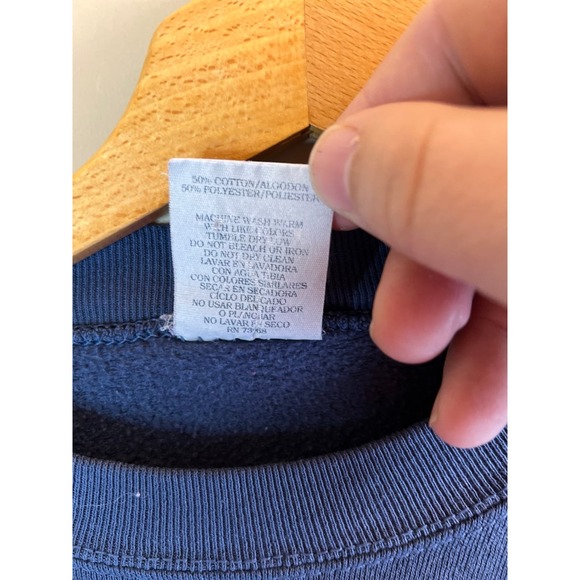 50% COTTON/ALGODON
50% POLYESTER/POLIESTER
MACHINE WASH WARM
WITH LIKE COLORS
TUMBLE DRY LOW
DO NOT BLEACH OR IRON
DO NOT DRY CLEAN
LAVAR EN LAVADORA
CON AGUA TIBIA
CON COLORES SIMILARES
SECAR EN SECADORA
CICLO DELCADO
NO USAR BLANQUEADOR
O PLANCHAR
NO LAVAR EN SECO
RN